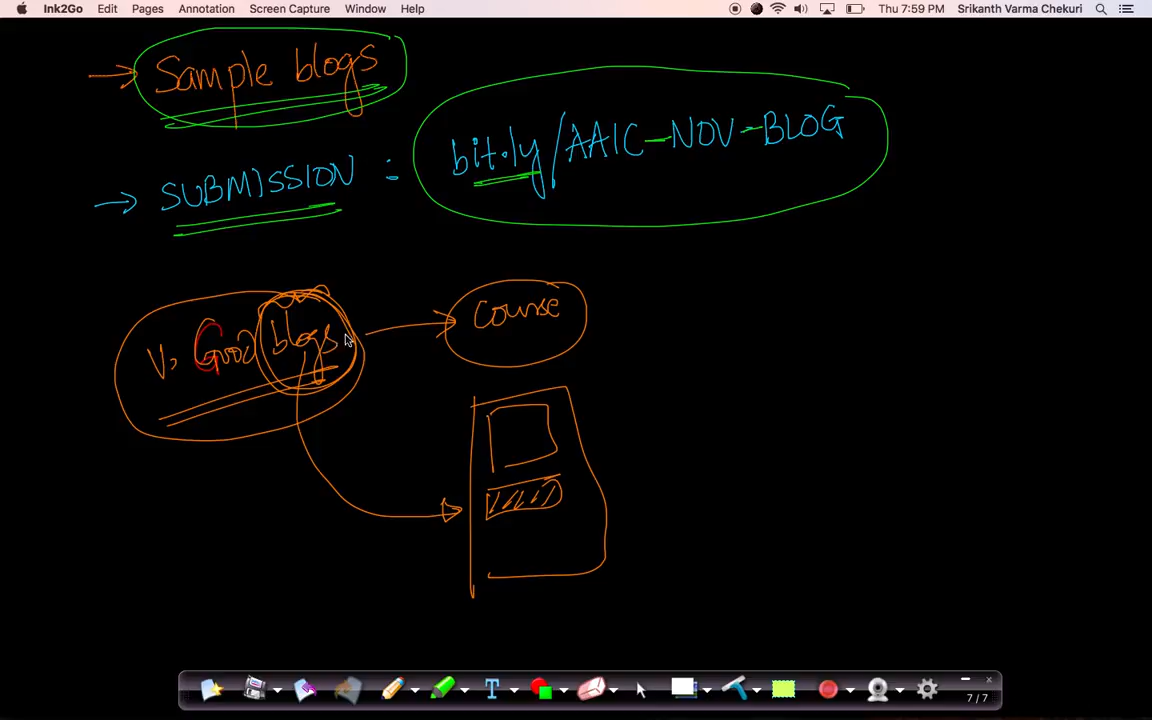 Ink2Go Edit Pages Annotation Screen Capture Window Help Thu 7:59 PM Srikanth Varma Chekuri
Sample blogs
SUBMISSION : bit.ly/AAIC-NOV-BLOG
V. Good blogs
course
7 / 7